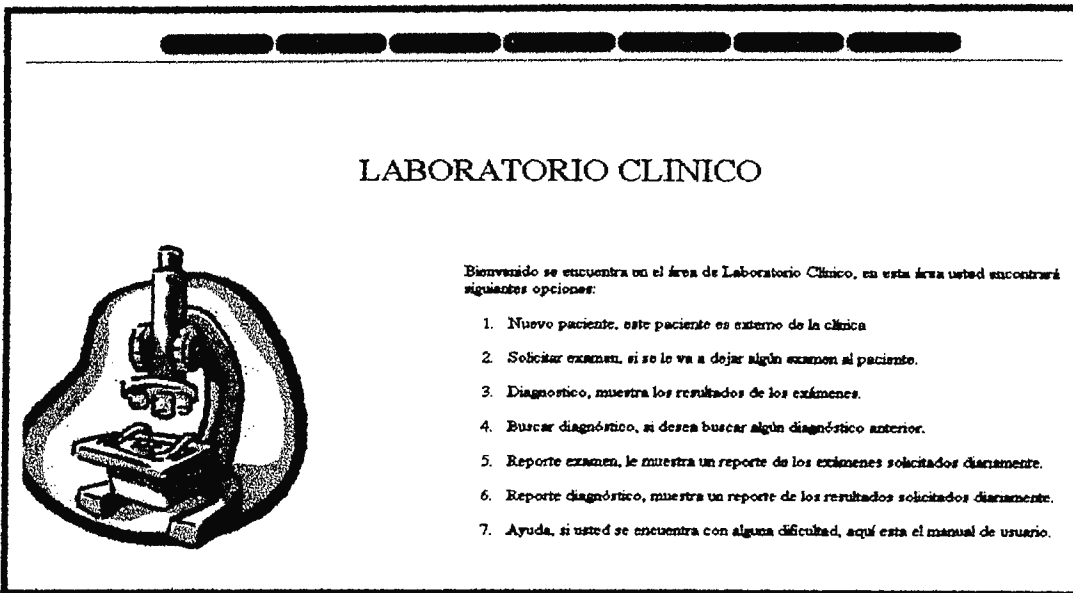 LABORATORIO CLINICO
Bienvenido se encuentra en el área de Laboratorio Clínico, en esta área usted encontrará
siguientes opciones:
1. Nuevo paciente, este paciente es externo de la clínica
2. Solicitar examen, si se le va a dejar algún examen al paciente.
3. Diagnostico, muestra los resultados de los exámenes.
4. Buscar diagnóstico, si desea buscar algún diagnóstico anterior.
5. Reporte examen, le muestra un reporte de los exámenes solicitados diariamente.
6. Reporte diagnóstico, muestra un reporte de los resultados solicitados diariamente.
7. Ayuda, si usted se encuentra con alguna dificultad, aquí esta el manual de usuario.